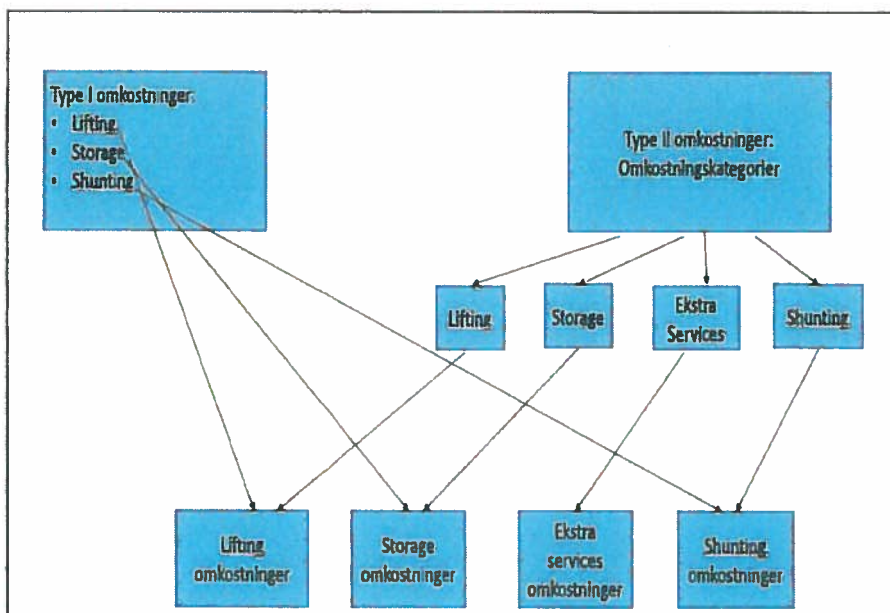 Type I omkostninger:
• Lifting
• Storage
• Shunting
Type II omkostninger:
Omkostningskategorier
Lifting
Storage
Ekstra
Services
Shunting
Lifting
omkostninger
Storage
omkostninger
Ekstra
services
omkostninger
Shunting
omkostninger